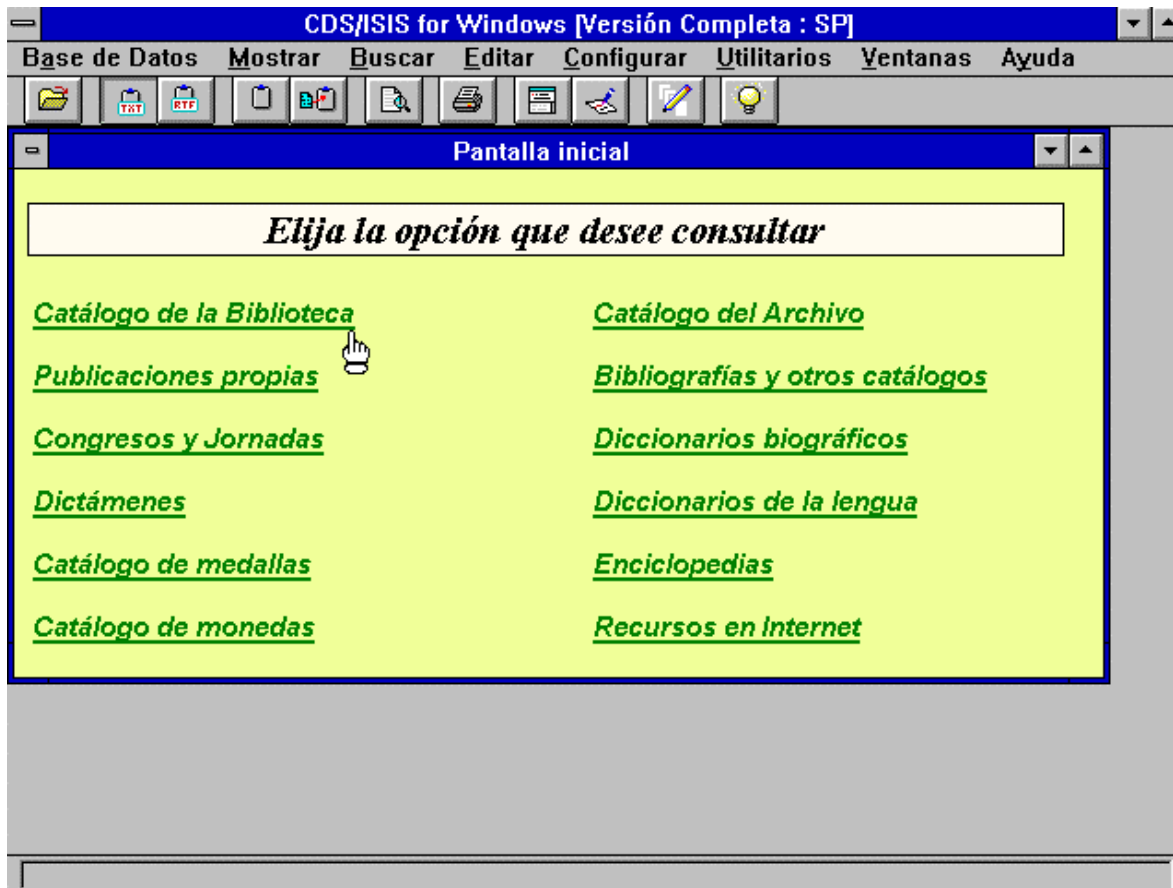 CDS/ISIS for Windows [Versión Completa : SP]
Base de Datos Mostrar Buscar Editar Configurar Utilitarios Ventanas Ayuda
TXT RTF
Pantalla inicial
Elija la opción que desee consultar
Catálogo de la Biblioteca Catálogo del Archivo
Publicaciones propias Bibliografías y otros catálogos
Congresos y Jornadas Diccionarios biográficos
Dictámenes Diccionarios de la lengua
Catálogo de medallas Enciclopedias
Catálogo de monedas Recursos en Internet